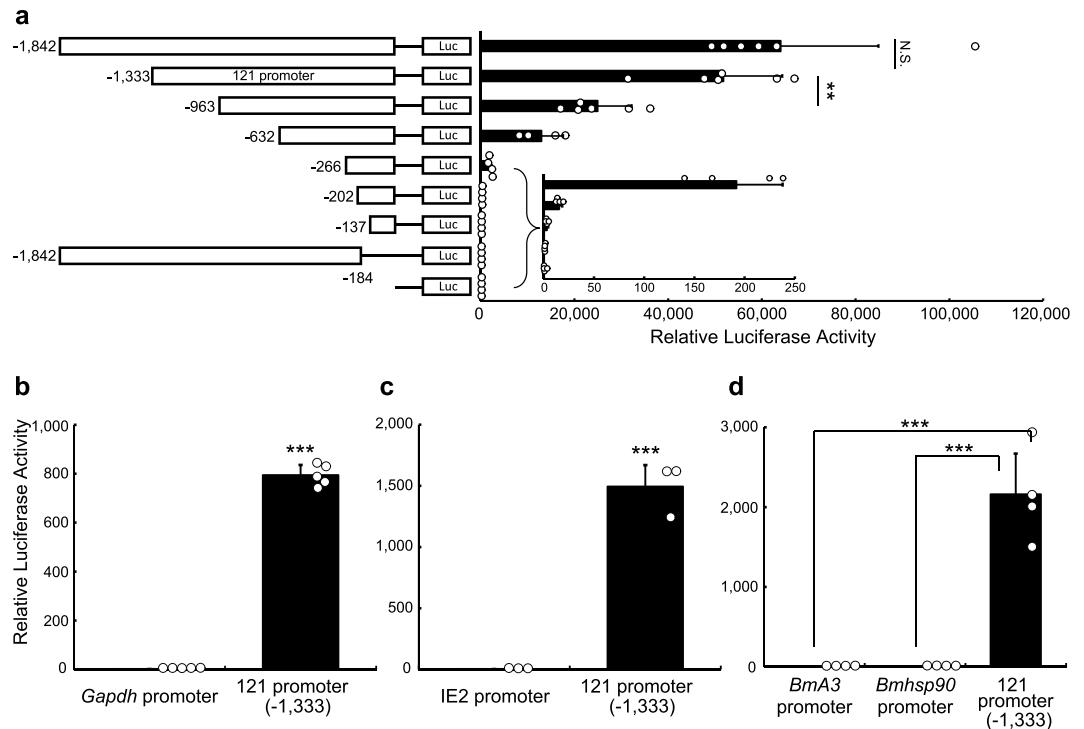 a
-1,842 Luc N.S.
-1,333 121 promoter Luc **
-963 Luc
-632 Luc
-266 Luc
-202 Luc
-137 Luc
-1,842 Luc
-184 Luc
0 50 100 150 200 250
0 20,000 40,000 60,000 80,000 100,000 120,000
Relative Luciferase Activity
b
Relative Luciferase Activity
1,000
800
600
400
200
0
***
Gapdh promoter
121 promoter
(-1,333)
c
2,000
1,500
1,000
500
0
***
IE2 promoter
121 promoter
(-1,333)
d
3,000
2,000
1,000
0
***
***
BmA3
promoter
Bmhsp90
promoter
121
promoter
(-1,333)